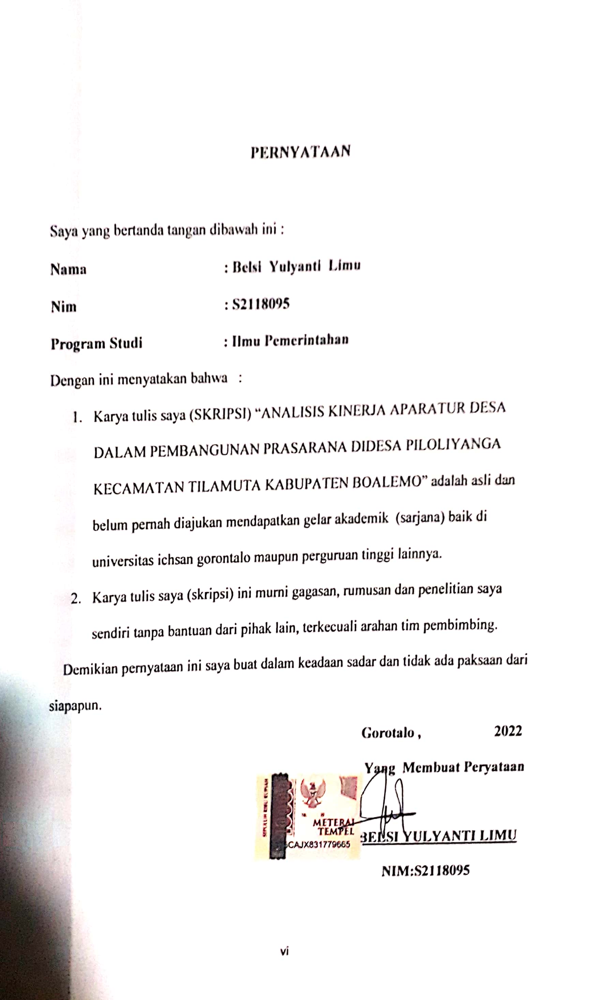 PERNYATAAN
Saya yang bertanda tangan dibawah ini :
Nama : Belsi Yulyanti Limu
Nim : S2118095
Program Studi : Ilmu Pemerintahan
Dengan ini menyatakan bahwa :
1. Karya tulis saya (SKRIPSI) “ANALISIS KINERJA APARATUR DESA
DALAM PEMBANGUNAN PRASARANA DIDESA PILOLIYANGA
KECAMATAN TILAMUTA KABUPATEN BOALEMO” adalah asli dan
belum pernah diajukan mendapatkan gelar akademik (sarjana) baik di
universitas ichsan gorontalo maupun perguruan tinggi lainnya.
2. Karya tulis saya (skripsi) ini murni gagasan, rumusan dan penelitian saya
sendiri tanpa bantuan dari pihak lain, terkecuali arahan tim pembimbing.
Demikian pernyataan ini saya buat dalam keadaan sadar dan tidak ada paksaan dari
siapapun.
Gorotalo , 2022
Yang Membuat Peryataan
SEPULUH RIBU RUPIAH
METERAI
TEMPEL
CAJX831779665
BELSI YULYANTI LIMU
NIM:S2118095
vi